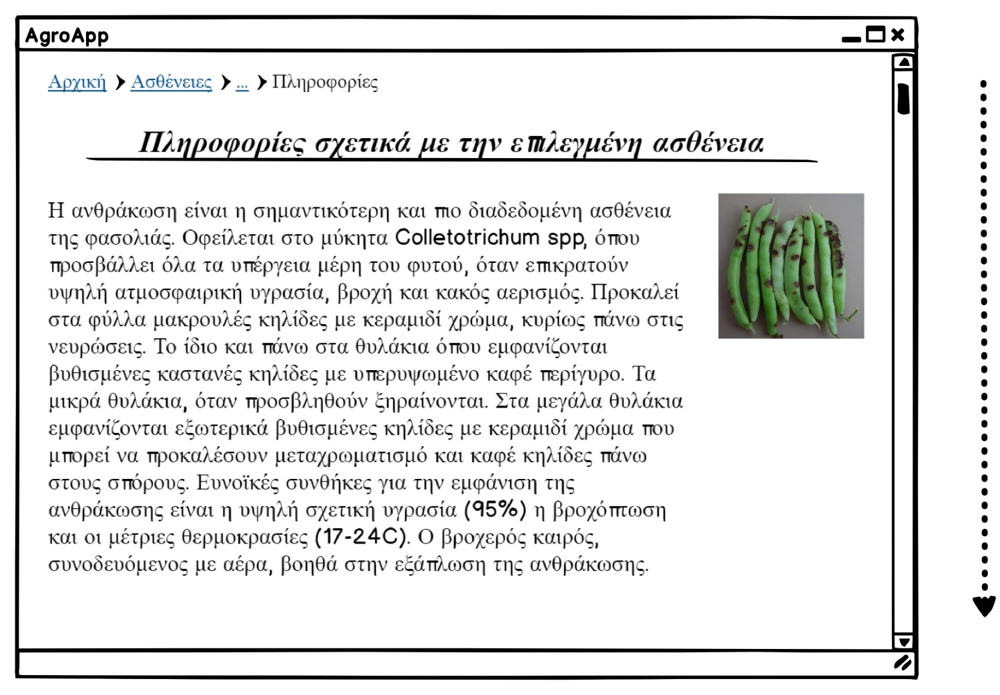 AgroApp
Αρχική > Ασθένειες > ... > Πληροφορίες
Πληροφορίες σχετικά με την επιλεγμένη ασθένεια
Η ανθράκωση είναι η σημαντικότερη και πιο διαδεδομένη ασθένεια
της φασολιάς. Οφείλεται στο μύκητα Colletotrichum spp, όπου
προσβάλλει όλα τα υπέργεια μέρη του φυτού, όταν επικρατούν
υψηλή ατμοσφαιρική υγρασία, βροχή και κακός αερισμός. Προκαλεί
στα φύλλα μακρουλές κηλίδες με κεραμιδί χρώμα, κυρίως πάνω στις
νευρώσεις. Το ίδιο και πάνω στα θυλάκια όπου εμφανίζονται
βυθισμένες καστανές κηλίδες με υπερυψωμένο καφέ περίγυρο. Τα
μικρά θυλάκια, όταν προσβληθούν ξηραίνονται. Στα μεγάλα θυλάκια
εμφανίζονται εξωτερικά βυθισμένες κηλίδες με κεραμιδί χρώμα που
μπορεί να προκαλέσουν μεταχρωματισμό και καφέ κηλίδες πάνω
στους σπόρους. Ευνοϊκές συνθήκες για την εμφάνιση της
ανθράκωσης είναι η υψηλή σχετική υγρασία (95%) η βροχόπτωση
και οι μέτριες θερμοκρασίες (17-24C). Ο βροχερός καιρός,
συνοδευόμενος με αέρα, βοηθά στην εξάπλωση της ανθράκωσης.